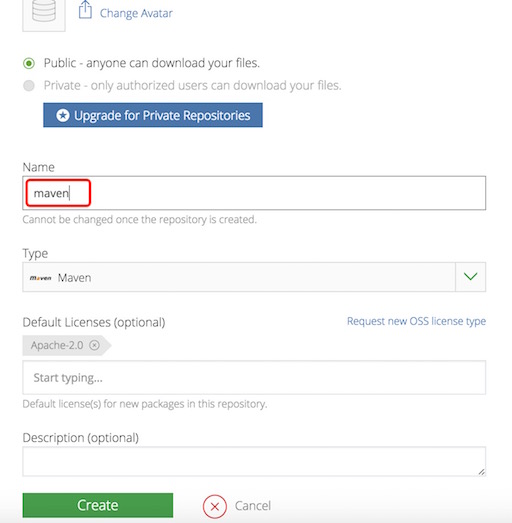 Change Avatar
Public - anyone can download your files.
Private - only authorized users can download your files.
Upgrade for Private Repositories
Name
maven
Cannot be changed once the repository is created.
Type
maven Maven
Default Licenses (optional) Request new OSS license type
Apache-2.0
Start typing...
Default license(s) for new packages in this repository.
Description (optional)
Create Cancel